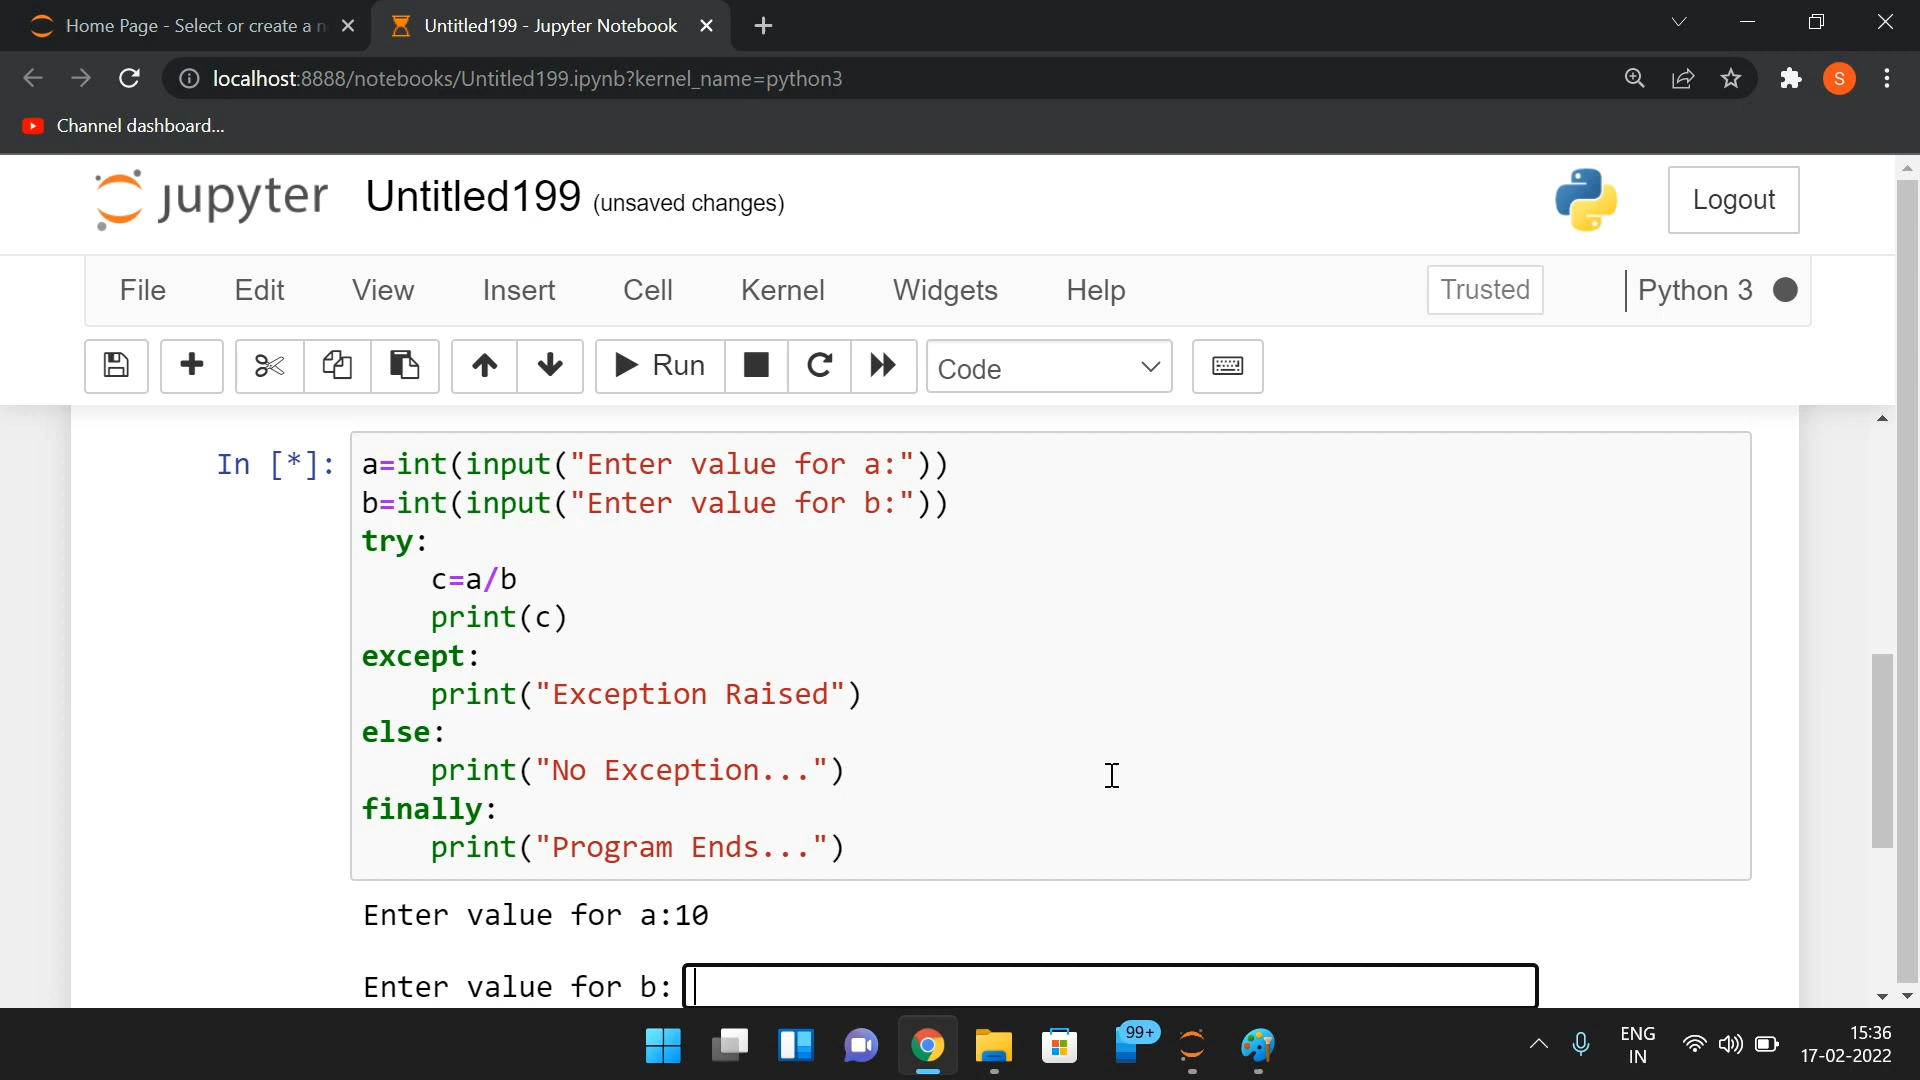 Home Page - Select or create a n
Untitled199 - Jupyter Notebook
localhost:8888/notebooks/Untitled199.ipynb?kernel_name=python3
S
Channel dashboard...
jupyter Untitled199 (unsaved changes)
Logout
File Edit View Insert Cell Kernel Widgets Help Trusted Python 3
Run Code
In [*]: a=int(input("Enter value for a:"))
b=int(input("Enter value for b:"))
try:
    c=a/b
    print(c)
except:
    print("Exception Raised")
else:
    print("No Exception...")
finally:
    print("Program Ends...")
Enter value for a:10
Enter value for b:
99+
ENG
IN
15:36
17-02-2022